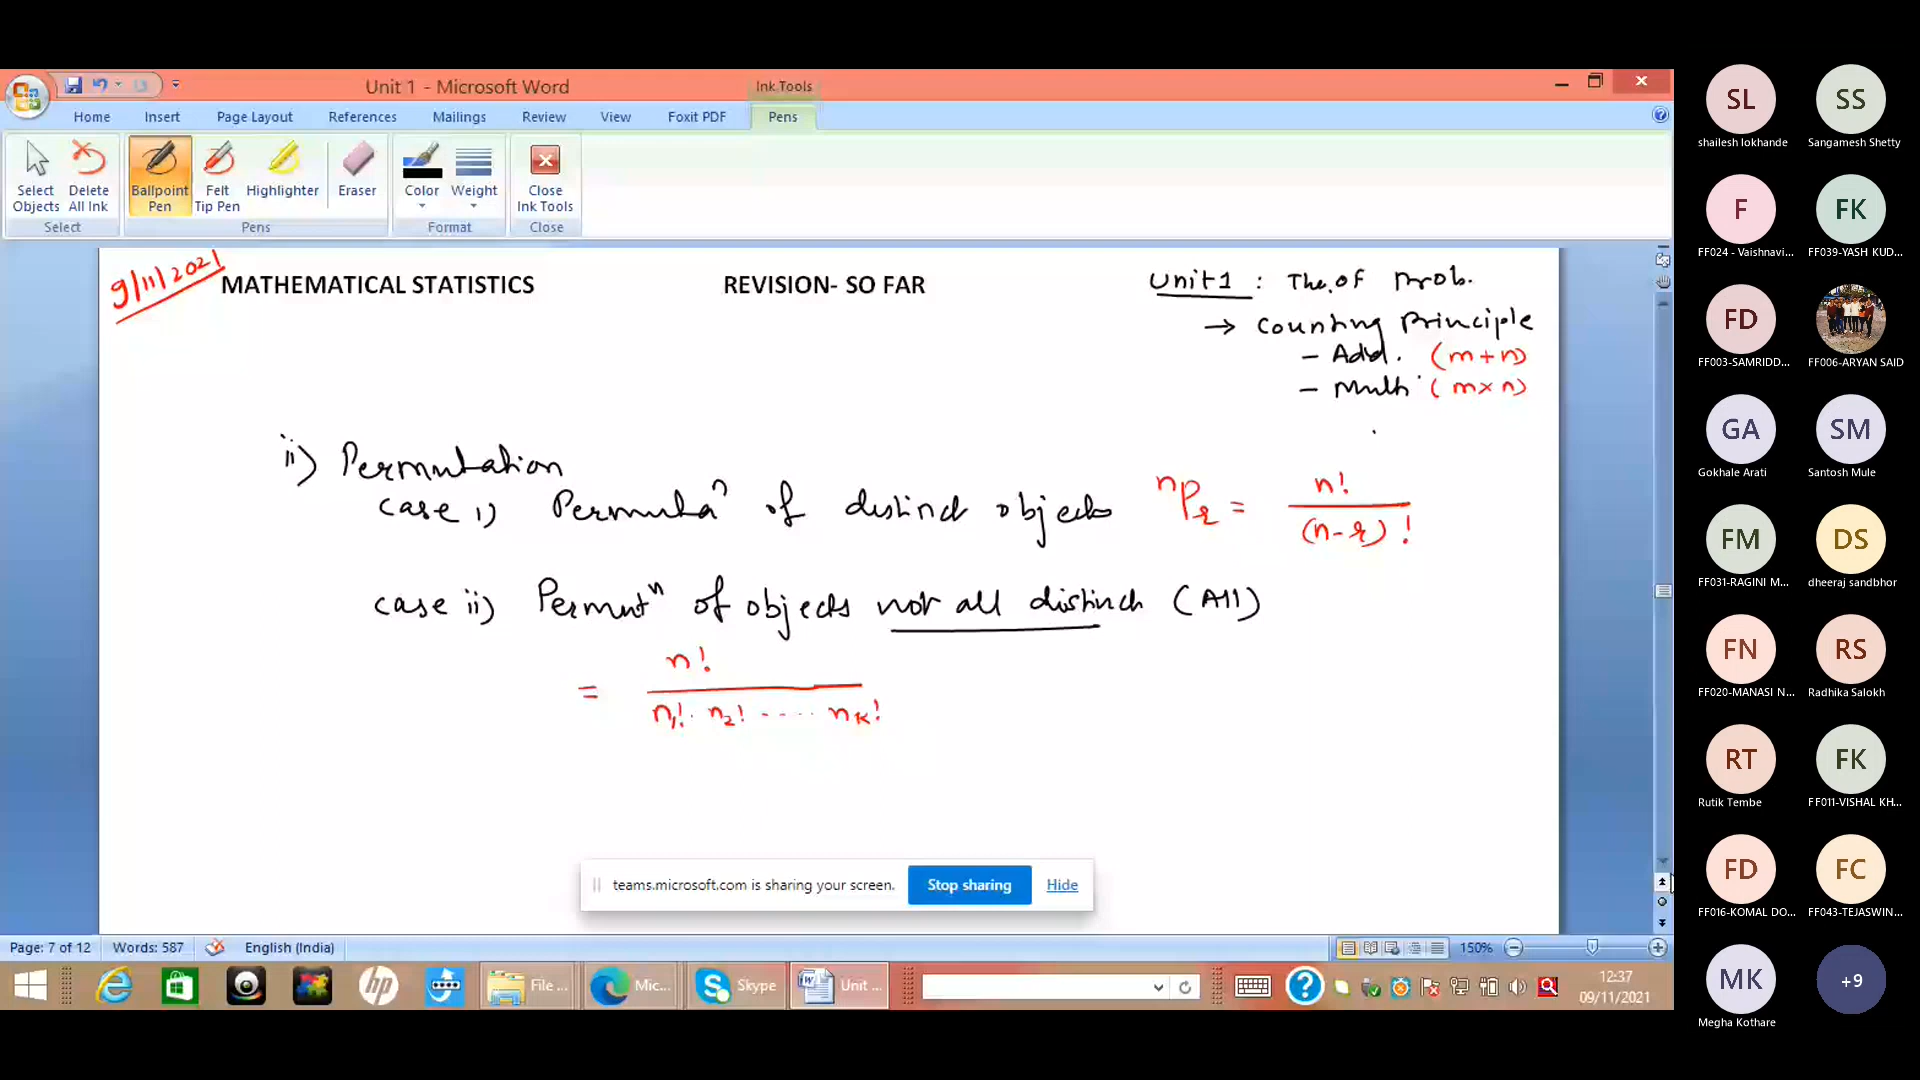 Unit 1 - Microsoft Word
Ink Tools
Home Insert Page Layout References Mailings Review View Foxit PDF Pens
Select Objects
Delete All Ink
Ballpoint Pen
Felt Tip Pen
Highlighter
Eraser
Color
Weight
Close Ink Tools
Select Pens Format Close
9/11/2021
MATHEMATICAL STATISTICS REVISION- SO FAR
Unit 1 : The. of Prob.
→ Counting Principle
- Add. (m+n)
- Multi (m×n)
ii) Permutation
case i) Permutaⁿ of distinct objects ⁿPr = n! / (n-r)!
case ii) Permutⁿ of objects not all distinct (All)
= n! / n₁! · n₂! ..... nₖ!
teams.microsoft.com is sharing your screen. Stop sharing Hide
Page: 7 of 12 Words: 587 English (India) 150%
hp File ... Mic... Skype Unit ...
12:37
09/11/2021
SL SS
shailesh lokhande Sangamesh Shetty
F FK
FF024 - Vaishnavi... FF039-YASH KUD...
FD
FF003-SAMRIDD... FF006-ARYAN SAID
GA SM
Gokhale Arati Santosh Mule
FM DS
FF031-RAGINI M... dheeraj sandbhor
FN RS
FF020-MANASI N... Radhika Salokh
RT FK
Rutik Tembe FF011-VISHAL KH...
FD FC
FF016-KOMAL DO... FF043-TEJASWIN...
MK +9
Megha Kothare